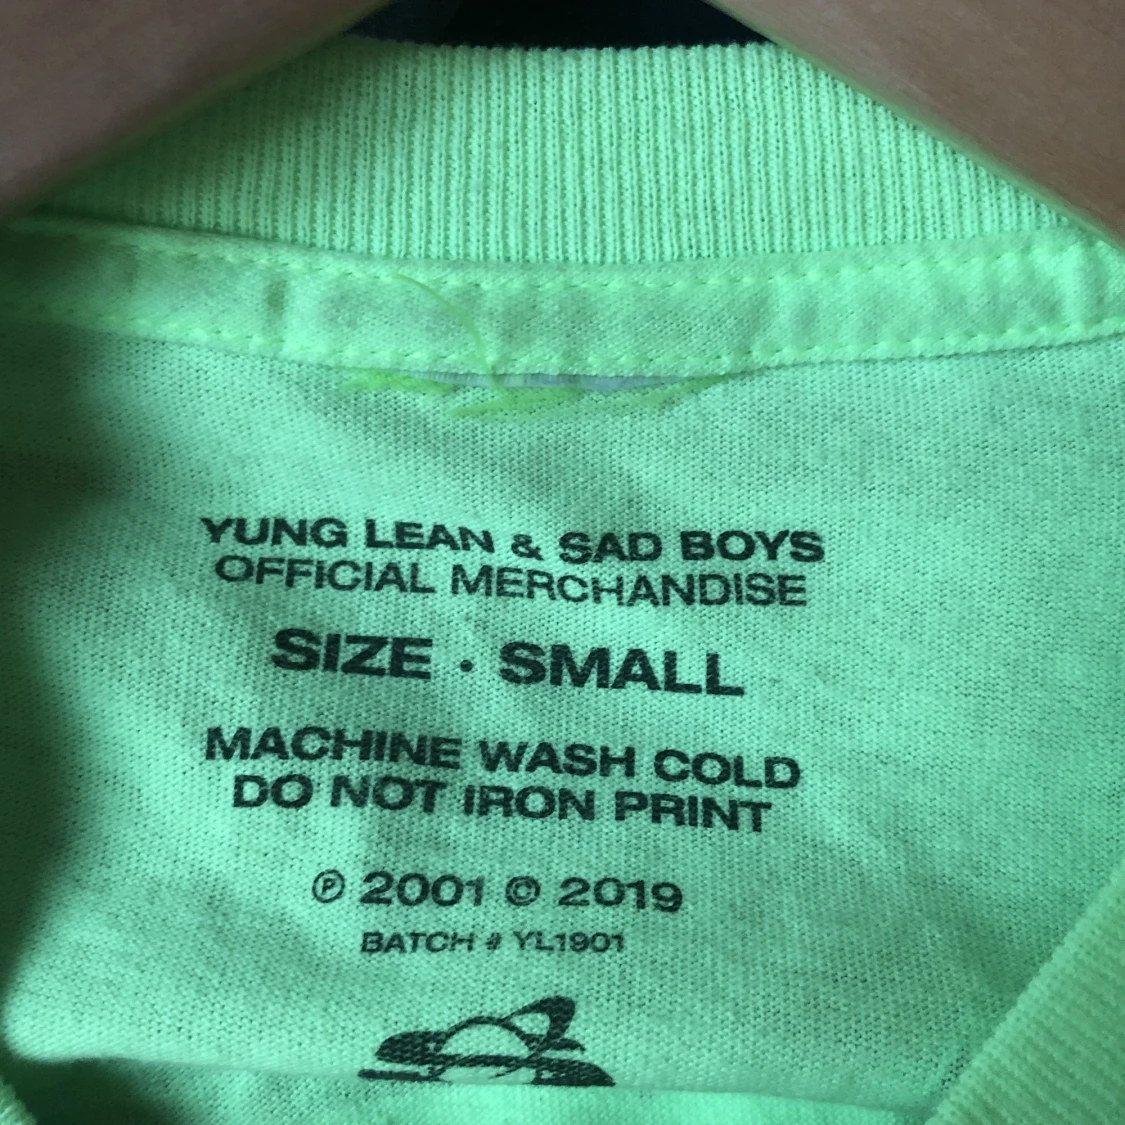 YUNG LEAN & SAD BOYS
OFFICIAL MERCHANDISE
SIZE · SMALL
MACHINE WASH COLD
DO NOT IRON PRINT
℗ 2001 © 2019
BATCH # YL1901